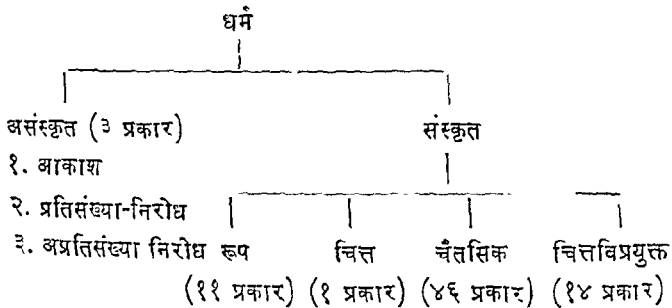 धर्म
असंस्कृत (३ प्रकार) संस्कृत
१. आकाश
२. प्रतिसंख्या-निरोध
३. अप्रतिसंख्या निरोध रूप चित्त चैतसिक चित्तविप्रयुक्त
(११ प्रकार) (१ प्रकार) (४६ प्रकार) (१४ प्रकार)